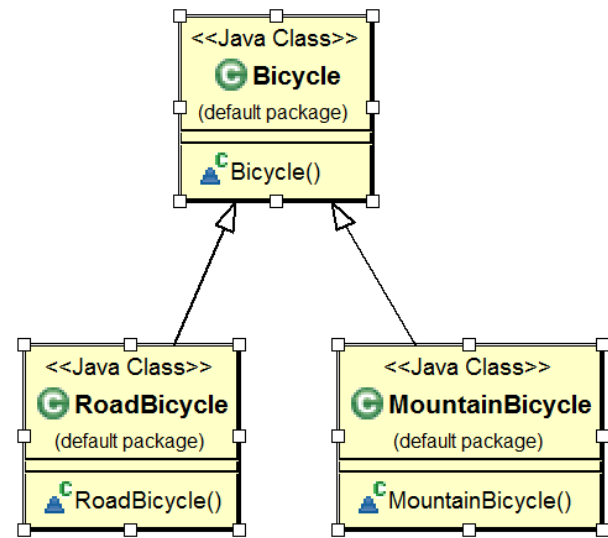 <<Java Class>>
C Bicycle
(default package)
C Bicycle()
<<Java Class>>
C RoadBicycle
(default package)
C RoadBicycle()
<<Java Class>>
C MountainBicycle
(default package)
C MountainBicycle()